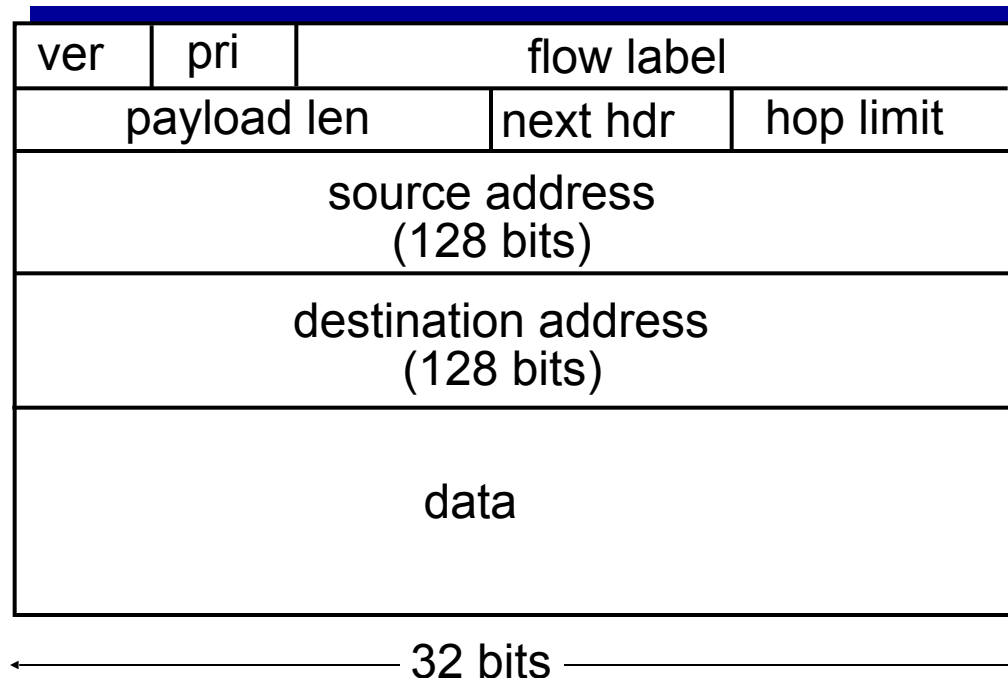 ver pri flow label
payload len next hdr hop limit
source address
(128 bits)
destination address
(128 bits)
data
32 bits